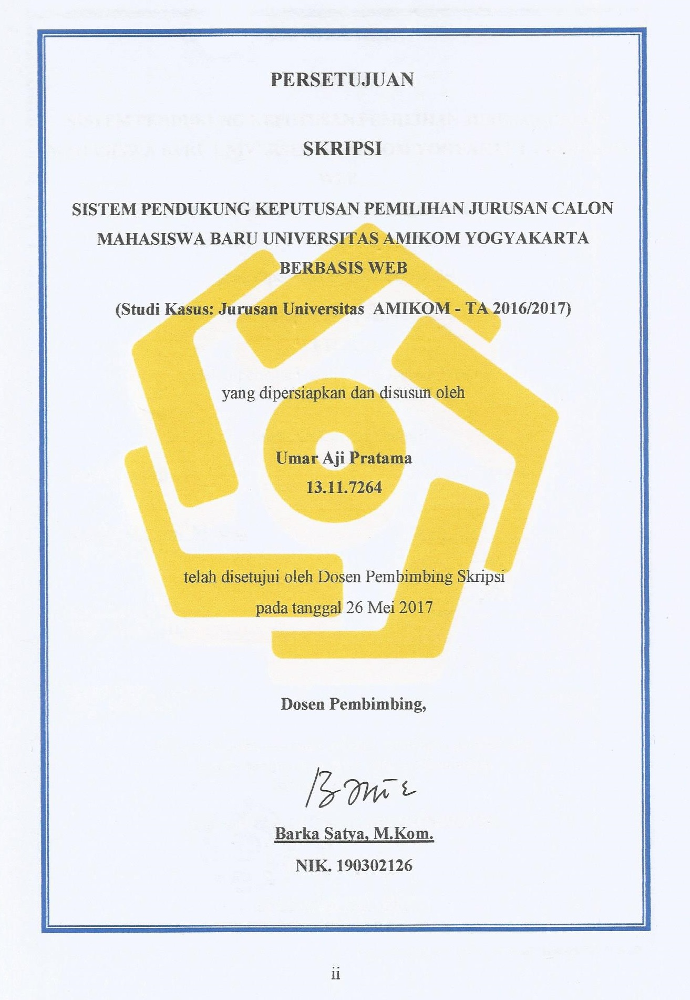 PERSETUJUAN
SKRIPSI
SISTEM PENDUKUNG KEPUTUSAN PEMILIHAN JURUSAN CALON
MAHASISWA BARU UNIVERSITAS AMIKOM YOGYAKARTA
BERBASIS WEB
(Studi Kasus: Jurusan Universitas AMIKOM - TA 2016/2017)
yang dipersiapkan dan disusun oleh
Umar Aji Pratama
13.11.7264
telah disetujui oleh Dosen Pembimbing Skripsi
pada tanggal 26 Mei 2017
Dosen Pembimbing,
Barka Satya, M.Kom.
NIK. 190302126
ii